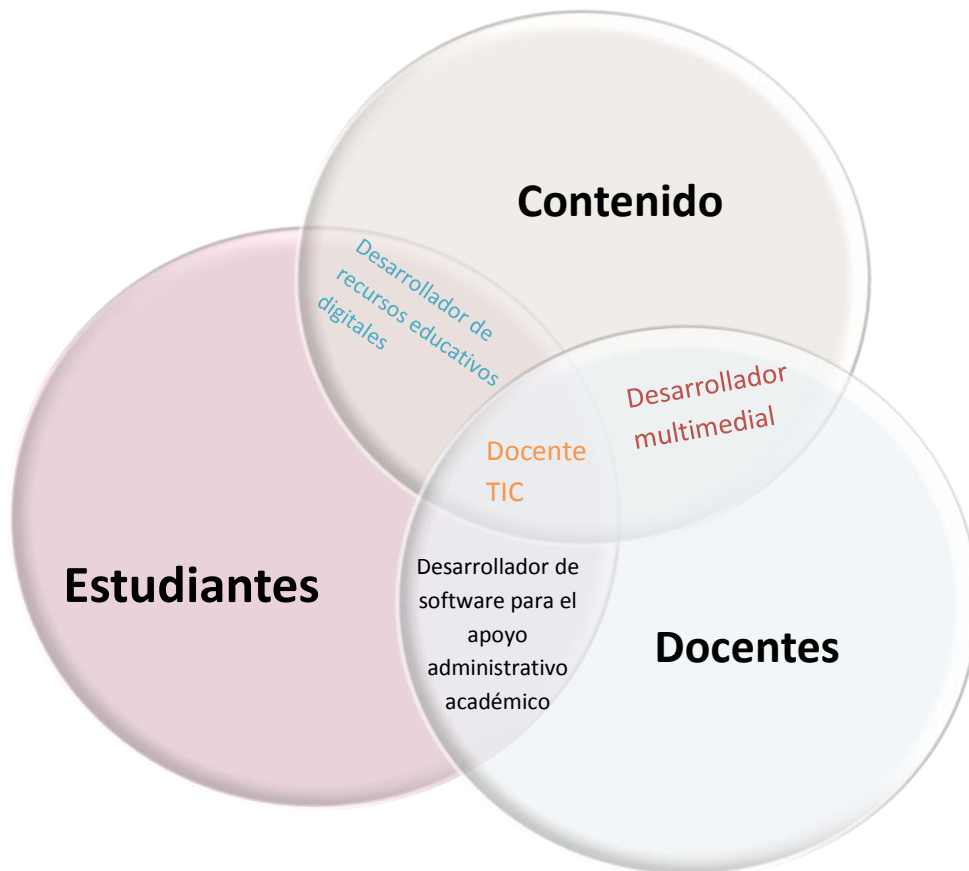 Contenido
Desarrollador de
recursos educativos
digitales
Desarrollador
multimedial
Docente
TIC
Estudiantes
Desarrollador de
software para el
apoyo
administrativo
académico
Docentes